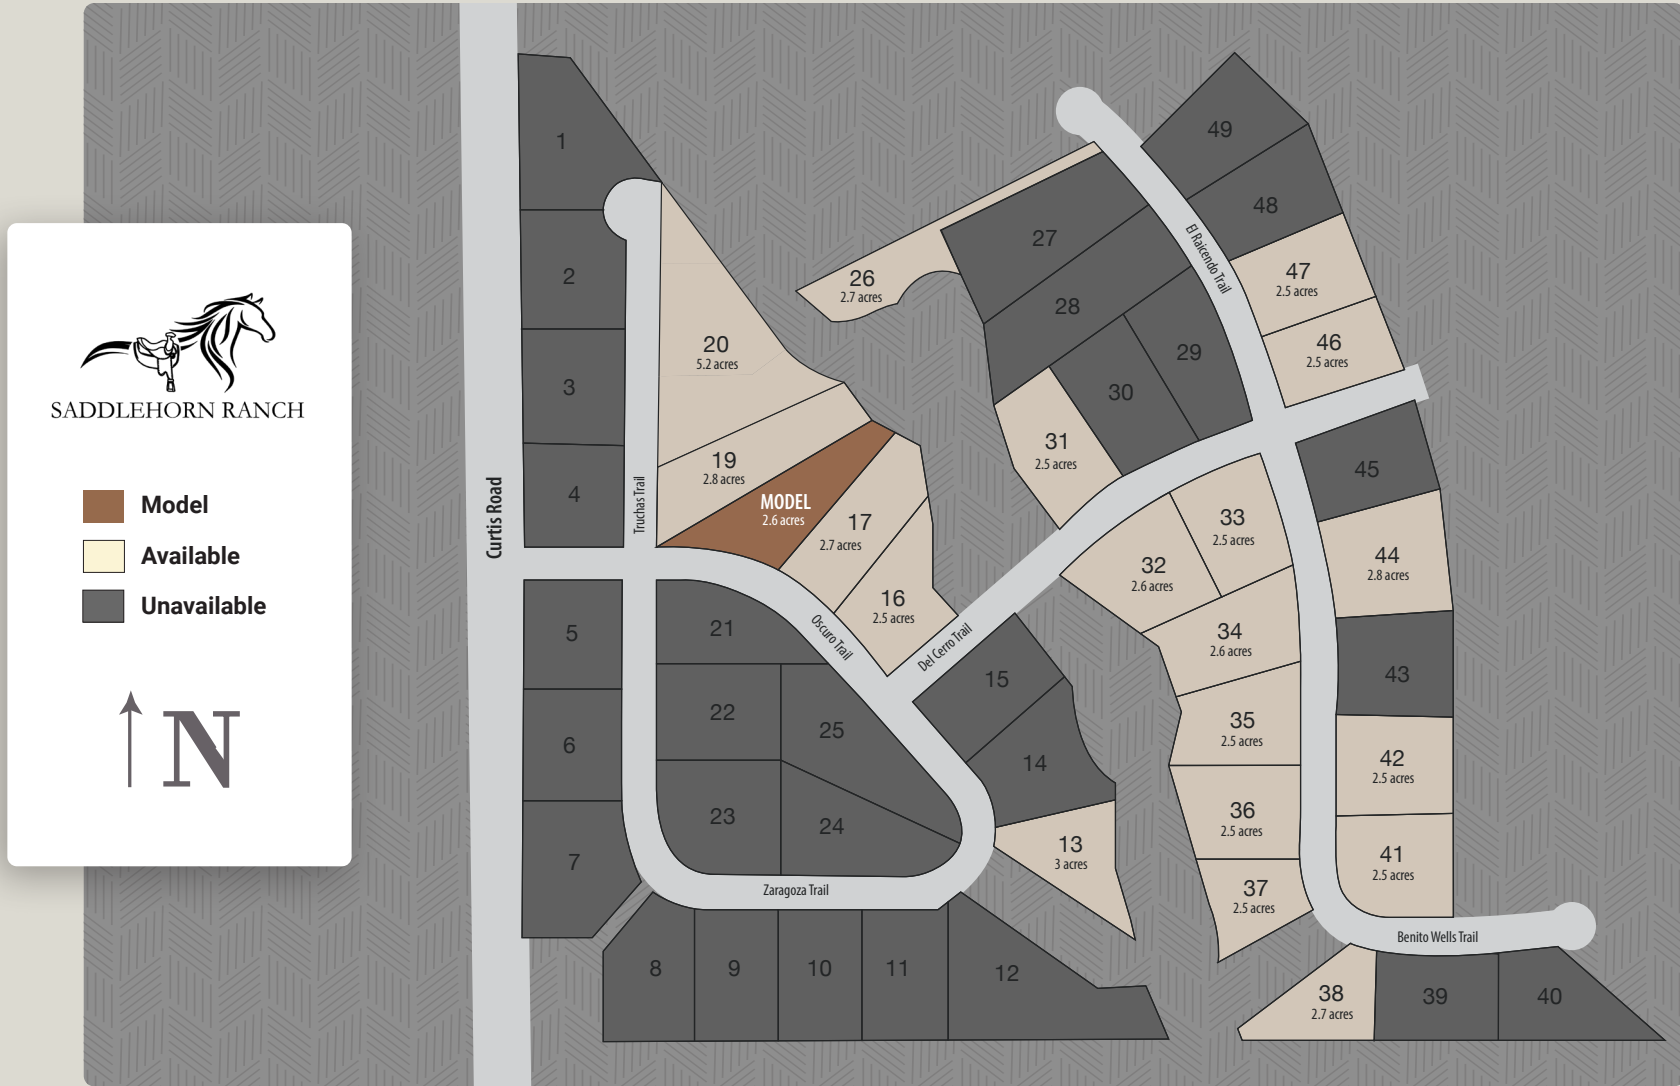 SADDLEHORN RANCH
Model
Available
Unavailable
N
Curtis Road
Truchas Trail
Oscuro Trail
Del Cerro Trail
Zaragoza Trail
El Raicendo Trail
Benito Wells Trail
1
2
3
4
5
6
7
8
9
10
11
12
13
3 acres
14
15
16
2.5 acres
17
2.7 acres
MODEL
2.6 acres
19
2.8 acres
20
5.2 acres
21
22
23
24
25
26
2.7 acres
27
28
29
30
31
2.5 acres
32
2.6 acres
33
2.5 acres
34
2.6 acres
35
2.5 acres
36
2.5 acres
37
2.5 acres
38
2.7 acres
39
40
41
2.5 acres
42
2.5 acres
43
44
2.8 acres
45
46
2.5 acres
47
2.5 acres
48
49